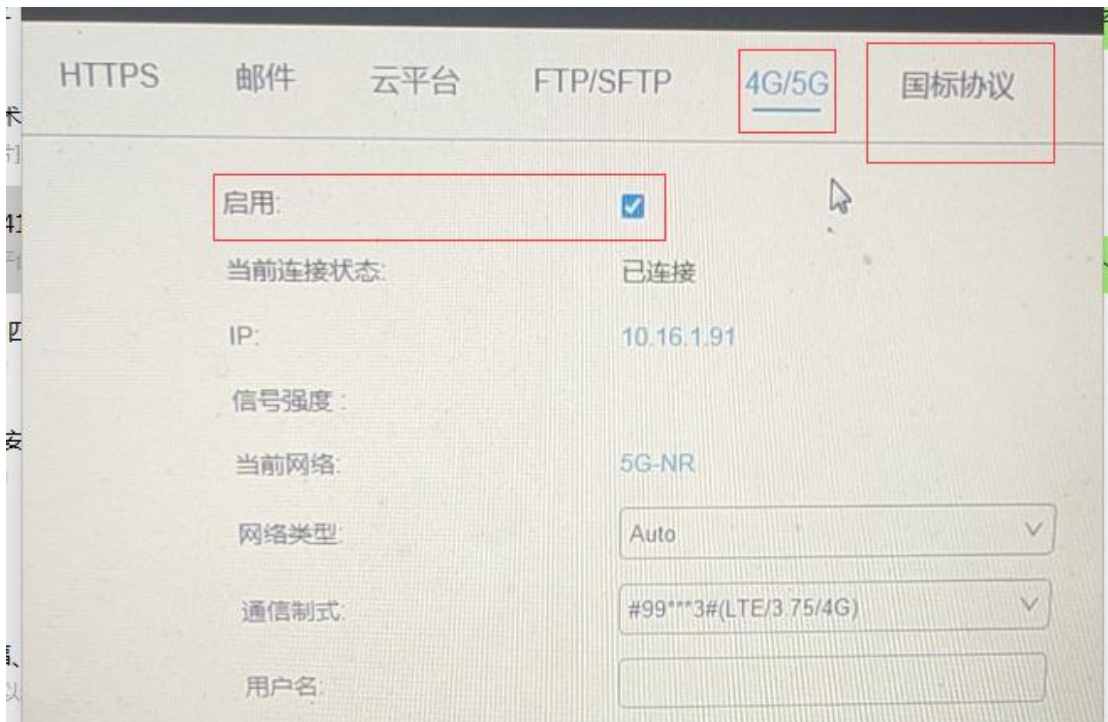 HTTPS 邮件 云平台 FTP/SFTP 4G/5G 国标协议
启用:
当前连接状态: 已连接
IP: 10.16.1.91
信号强度:
当前网络: 5G-NR
网络类型: Auto
通信制式: #99***3#(LTE/3.75/4G)
用户名: